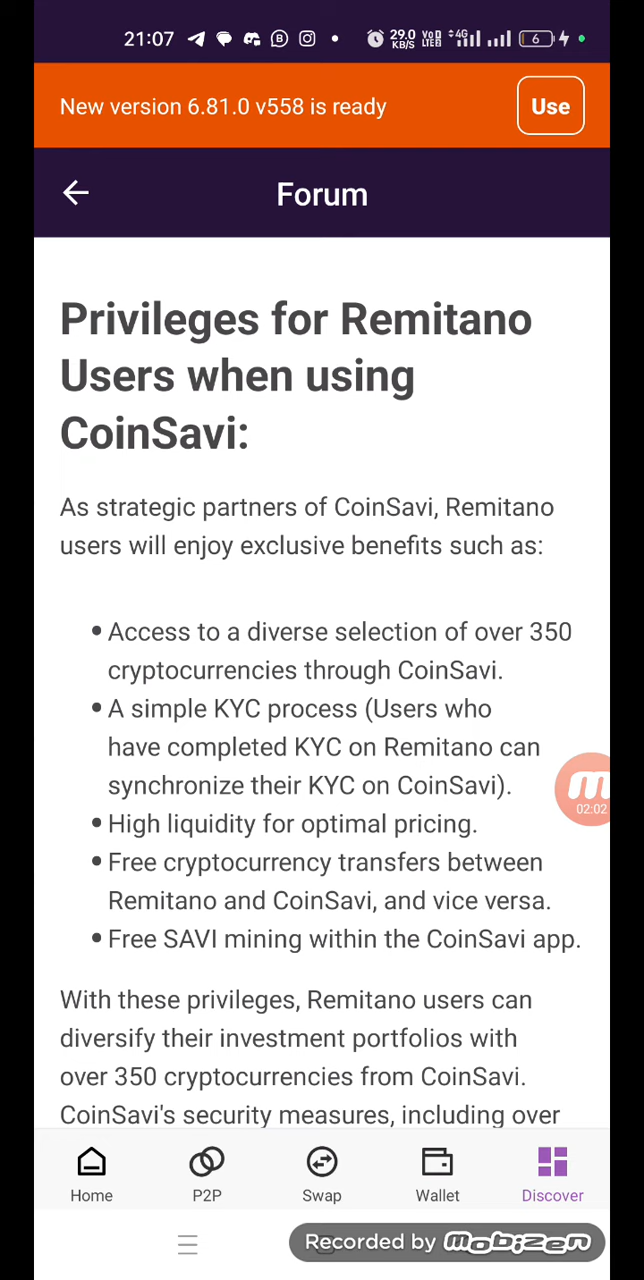 21:07
29.0 KB/S
VoD LTE
4G
6
New version 6.81.0 v558 is ready
Use
Forum
Privileges for Remitano
Users when using
CoinSavi:
As strategic partners of CoinSavi, Remitano
users will enjoy exclusive benefits such as:
• Access to a diverse selection of over 350
cryptocurrencies through CoinSavi.
• A simple KYC process (Users who
have completed KYC on Remitano can
synchronize their KYC on CoinSavi).
02:02
• High liquidity for optimal pricing.
• Free cryptocurrency transfers between
Remitano and CoinSavi, and vice versa.
• Free SAVI mining within the CoinSavi app.
With these privileges, Remitano users can
diversify their investment portfolios with
over 350 cryptocurrencies from CoinSavi.
CoinSavi's security measures, including over
Home
P2P
Swap
Wallet
Discover
Recorded by mobizen